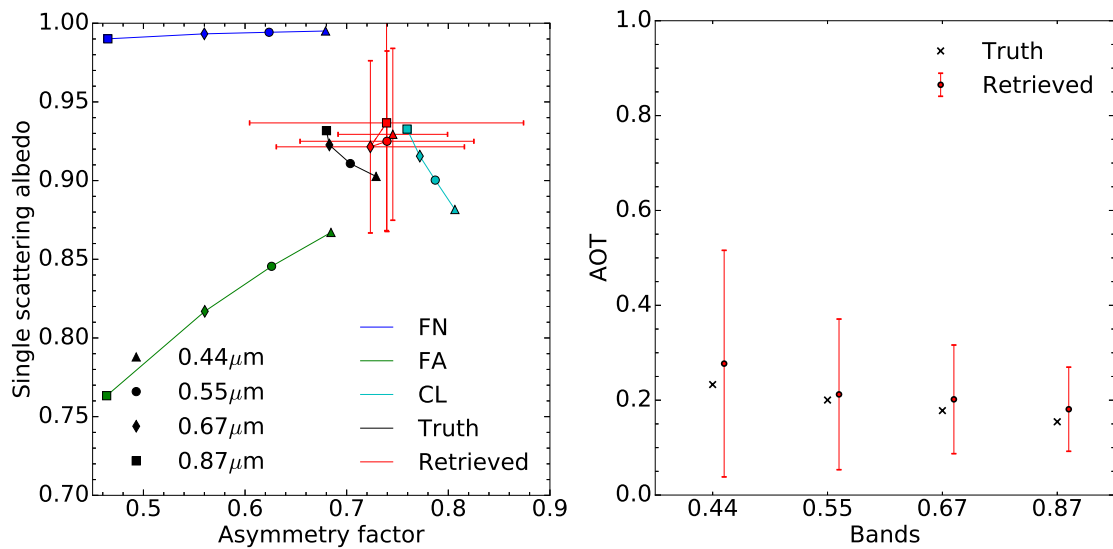 1.00
0.95
0.90
0.85
0.80
0.75
0.70
Single scattering albedo
0.5 0.6 0.7 0.8 0.9
Asymmetry factor
0.44μm
0.55μm
0.67μm
0.87μm
FN
FA
CL
Truth
Retrieved
1.0
0.8
0.6
0.4
0.2
0.0
AOT
0.44 0.55 0.67 0.87
Bands
Truth
Retrieved